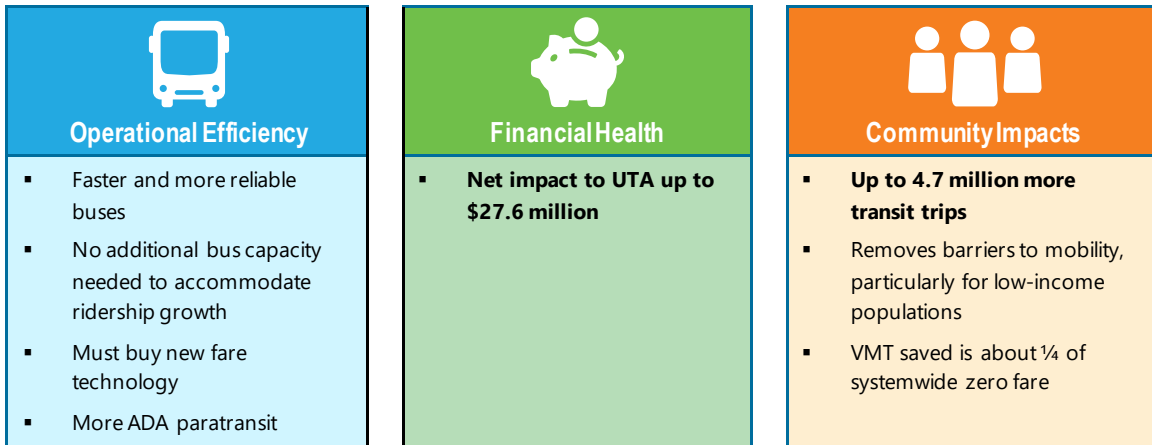 Operational Efficiency
▪ Faster and more reliable
buses
▪ No additional bus capacity
needed to accommodate
ridership growth
▪ Must buy new fare
technology
▪ More ADA paratransit
Financial Health
▪ Net impact to UTA up to
$27.6 million
Community Impacts
▪ Up to 4.7 million more
transit trips
▪ Removes barriers to mobility,
particularly for low-income
populations
▪ VMT saved is about ¼ of
systemwide zero fare